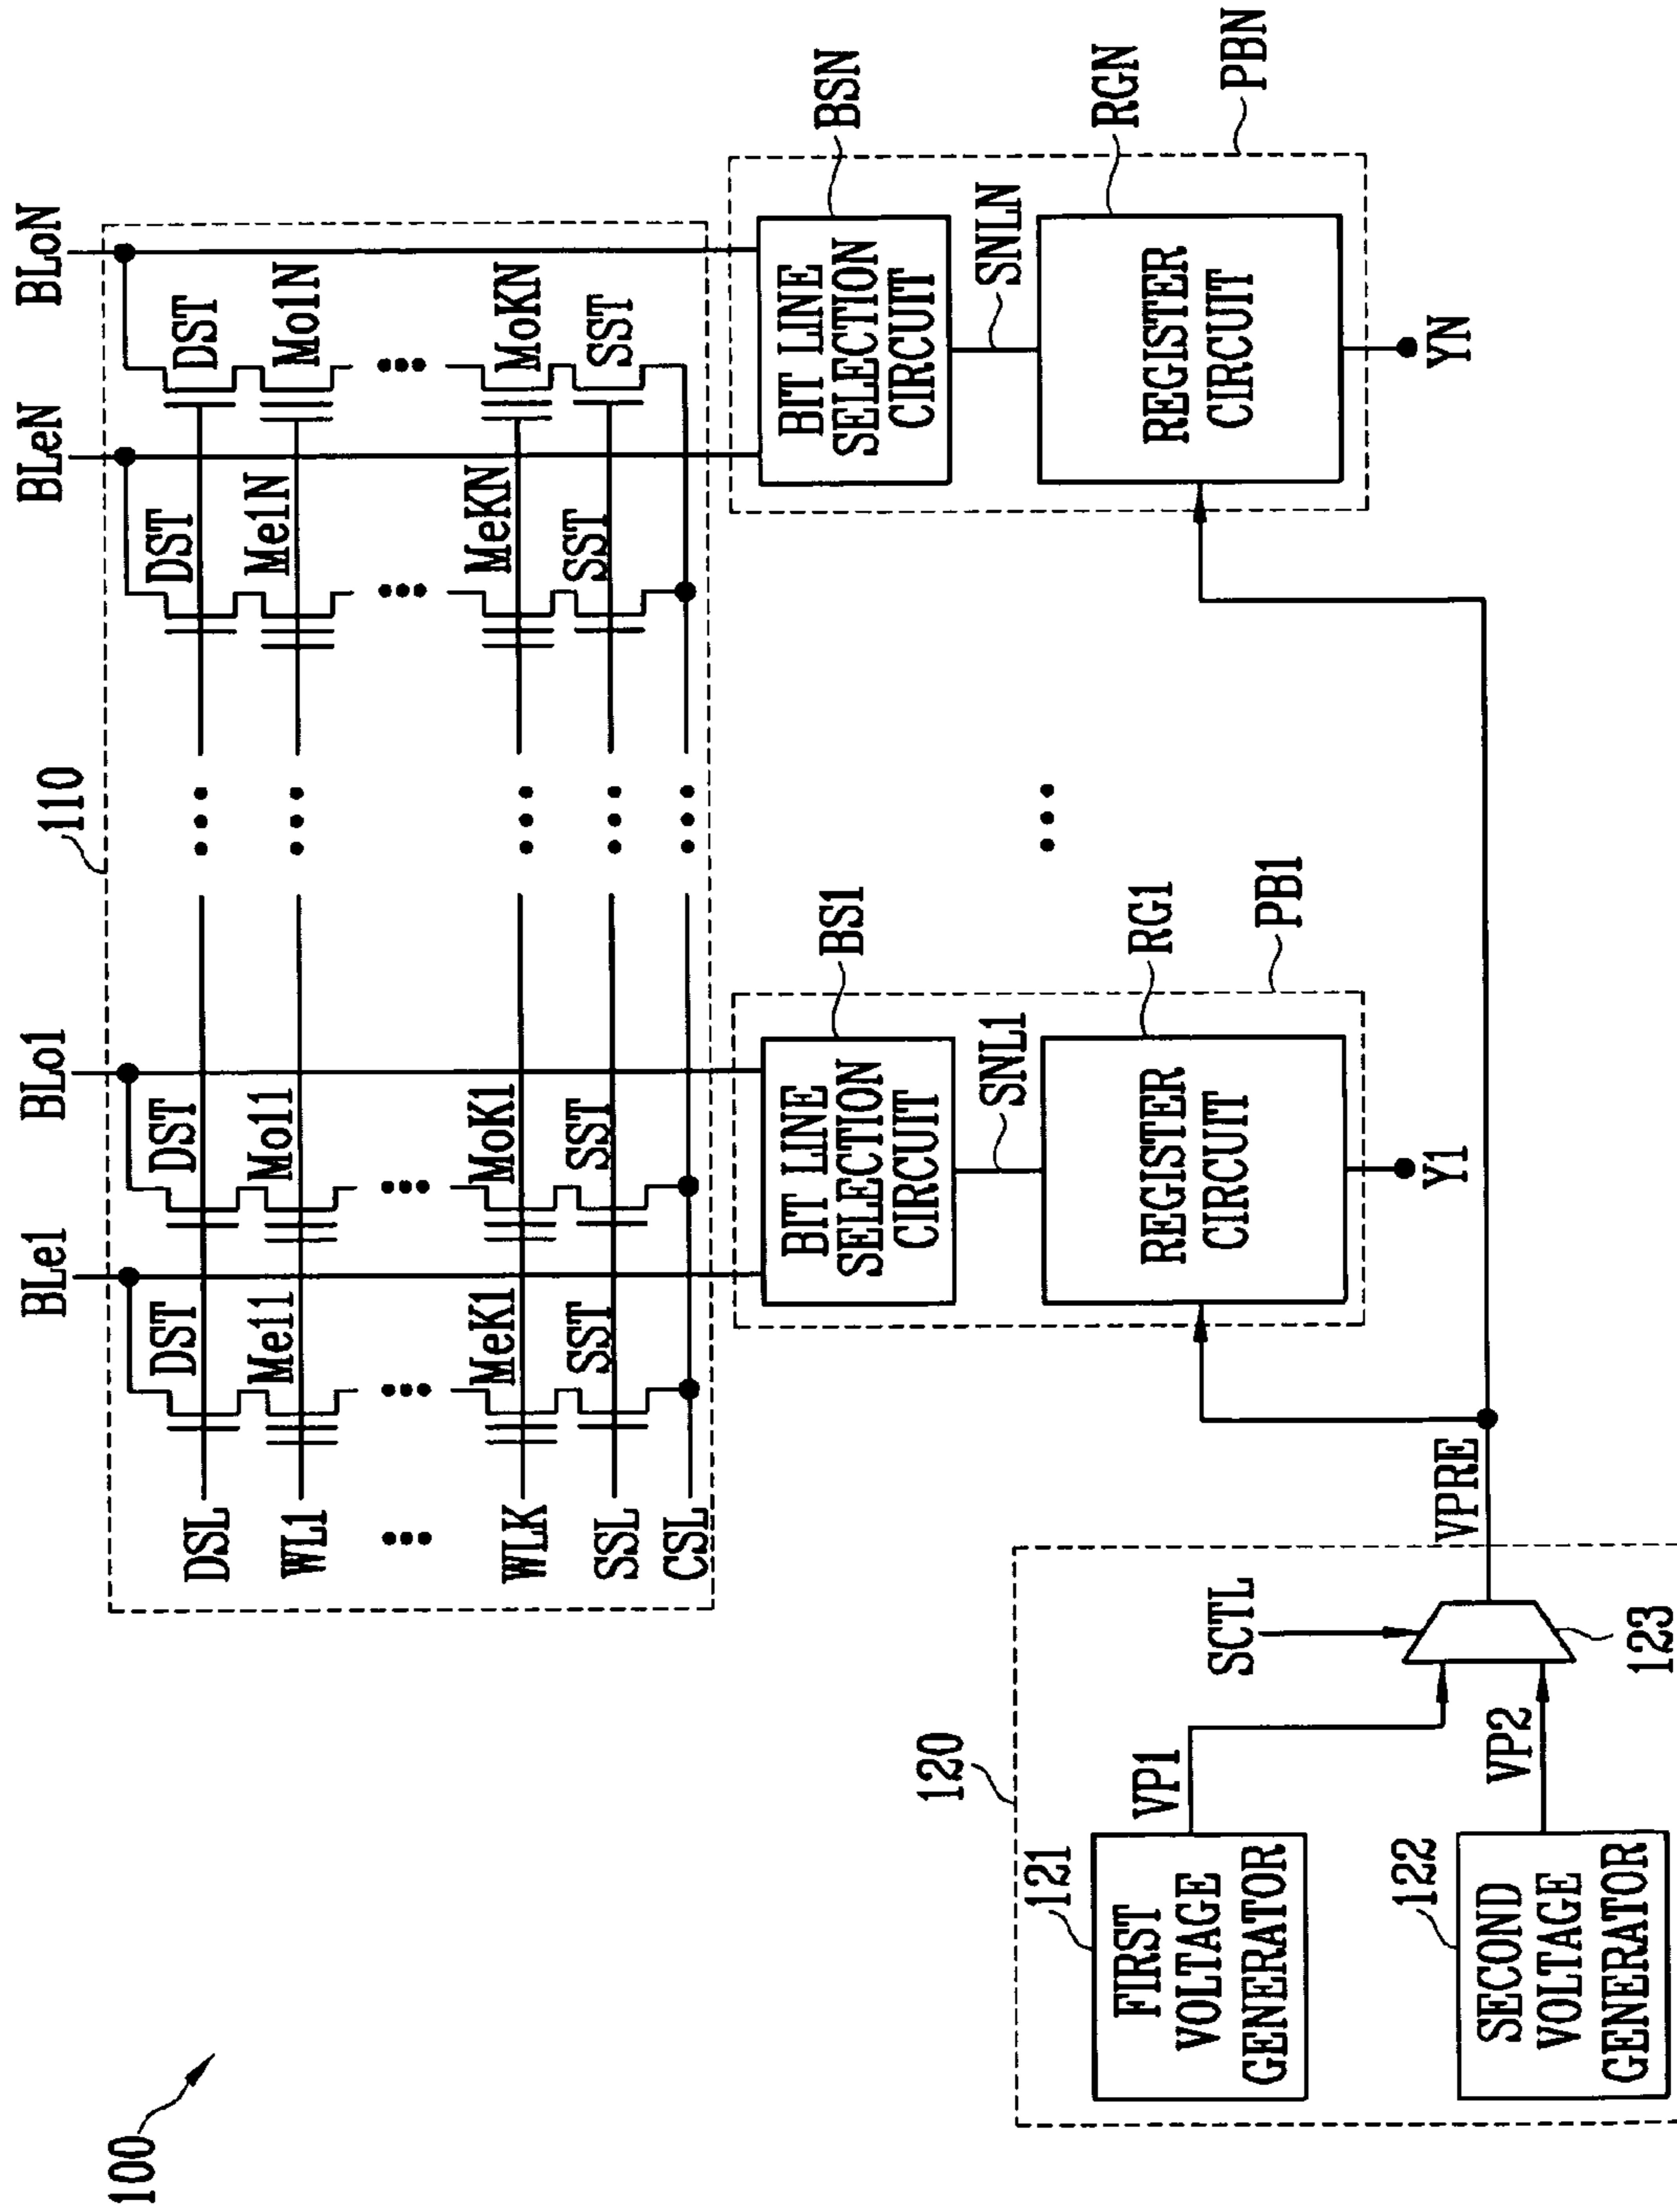 100
110
BLe1 BLo1 BLeN BLoN
DST DST DST DST
DSL
Me11 Mo11 Me1N Mo1N
WL1
MeK1 MoK1 MeKN MoKN
WLK
SST SST SST SST
SSL
CSL
BS1
BIT LINE
SELECTION
CIRCUIT
SNL1
RG1
REGISTER
CIRCUIT
PB1
Y1
BSN
BIT LINE
SELECTION
CIRCUIT
SNLN
RGN
REGISTER
CIRCUIT
PBN
YN
120
121
FIRST
VOLTAGE
GENERATOR
VP1
122
SECOND
VOLTAGE
GENERATOR
VP2
SCTL
123
VPRE